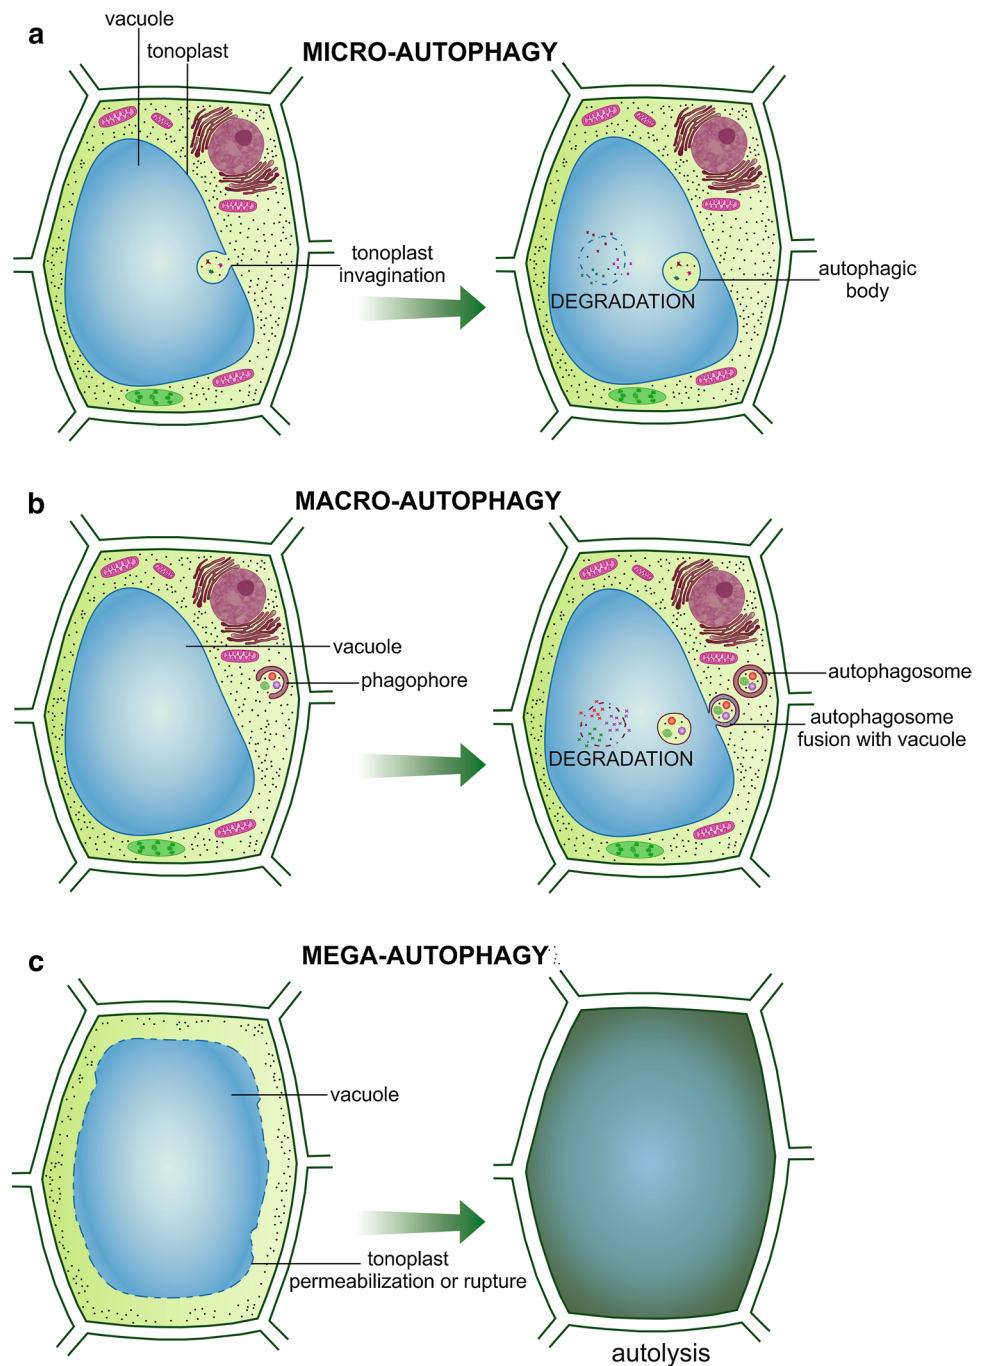 a
vacuole
tonoplast
MICRO-AUTOPHAGY
tonoplast
invagination
DEGRADATION
autophagic
body
b
MACRO-AUTOPHAGY
vacuole
phagophore
autophagosome
autophagosome
fusion with vacuole
DEGRADATION
c
MEGA-AUTOPHAGY
vacuole
tonoplast
permeabilization or rupture
autolysis